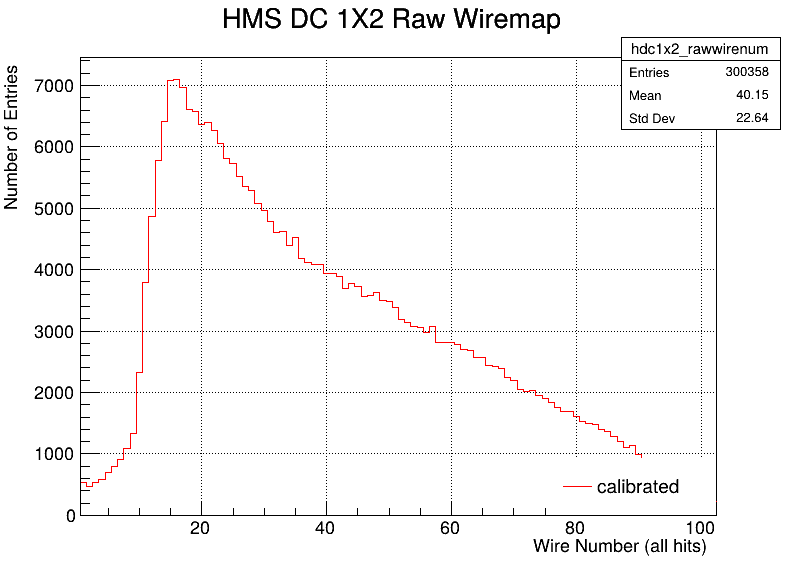 HMS DC 1X2 Raw Wiremap
hdc1x2_rawwirenum
Entries 300358
Mean 40.15
Std Dev 22.64
Number of Entries
7000
6000
5000
4000
3000
2000
1000
0
calibrated
20 40 60 80 100
Wire Number (all hits)